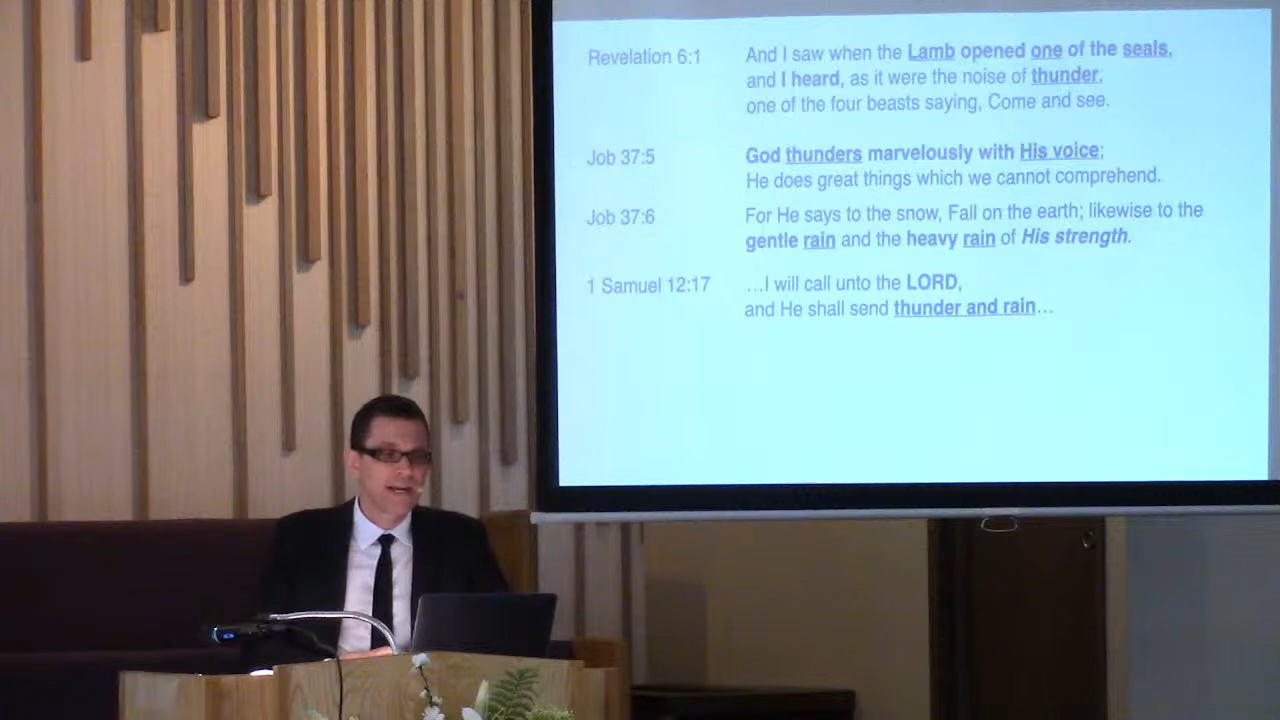 Revelation 6:1 And I saw when the Lamb opened one of the seals,
and I heard, as it were the noise of thunder,
one of the four beasts saying, Come and see.
Job 37:5 God thunders marvelously with His voice;
He does great things which we cannot comprehend.
Job 37:6 For He says to the snow, Fall on the earth; likewise to the
gentle rain and the heavy rain of His strength.
1 Samuel 12:17 …I will call unto the LORD,
and He shall send thunder and rain…